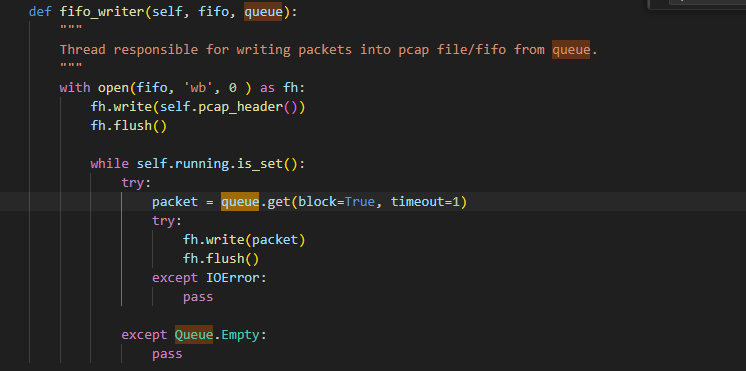 def fifo_writer(self, fifo, queue):
"""
Thread responsible for writing packets into pcap file/fifo from queue.
"""
with open(fifo, 'wb', 0 ) as fh:
fh.write(self.pcap_header())
fh.flush()
while self.running.is_set():
try:
packet = queue.get(block=True, timeout=1)
try:
fh.write(packet)
fh.flush()
except IOError:
pass
except Queue.Empty:
pass